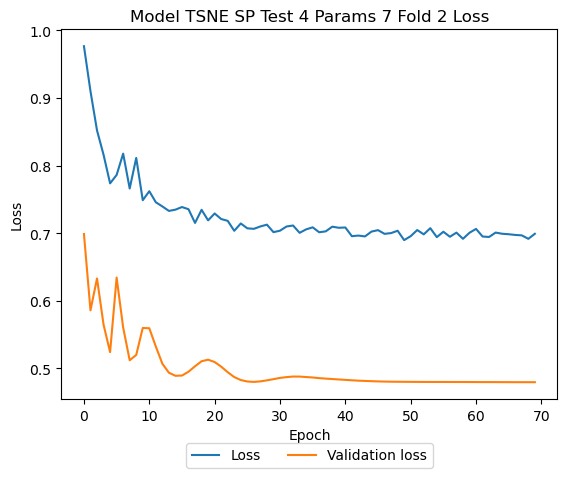 Model TSNE SP Test 4 Params 7 Fold 2 Loss
1.0
0.9
0.8
0.7
0.6
0.5
Loss
0 10 20 30 40 50 60 70
Epoch
Loss Validation loss